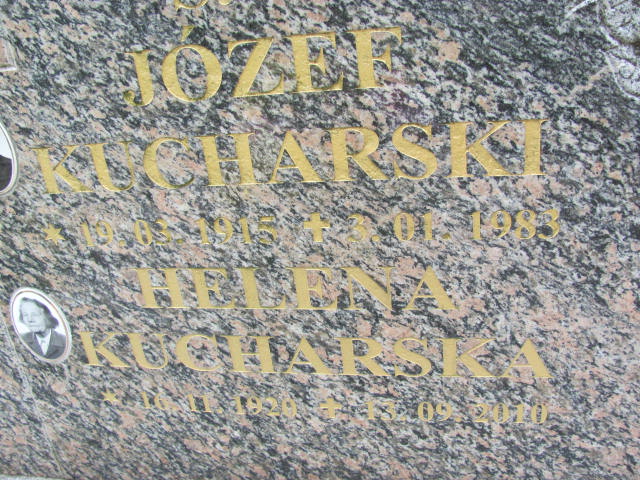 JÓZEF
KUCHARSKI
★ 19. 03. 1915 ✝ 3. 01. 1983
HELENA
KUCHARSKA
★ 16. 11. 1920 ✝ 13. 09. 2010